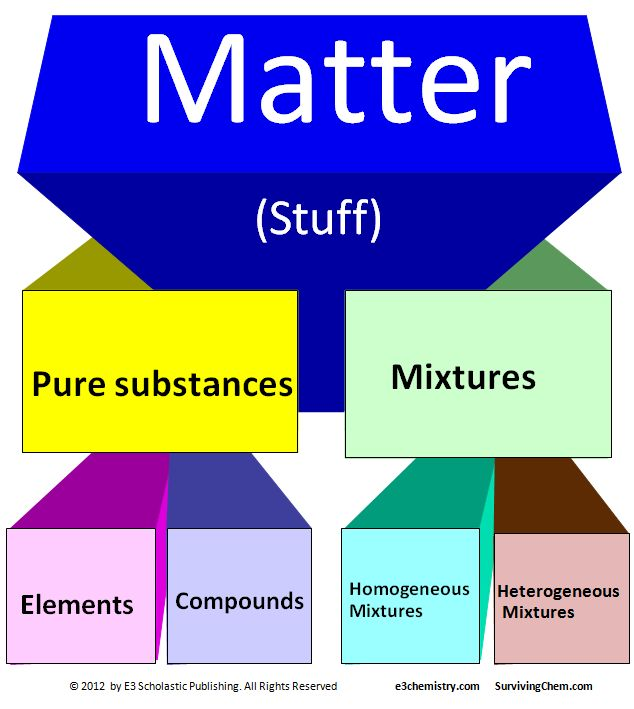 Matter
(Stuff)
Pure substances
Mixtures
Elements
Compounds
Homogeneous
Mixtures
Heterogeneous
Mixtures
© 2012 by E3 Scholastic Publishing. All Rights Reserved
e3chemistry.com SurvivingChem.com